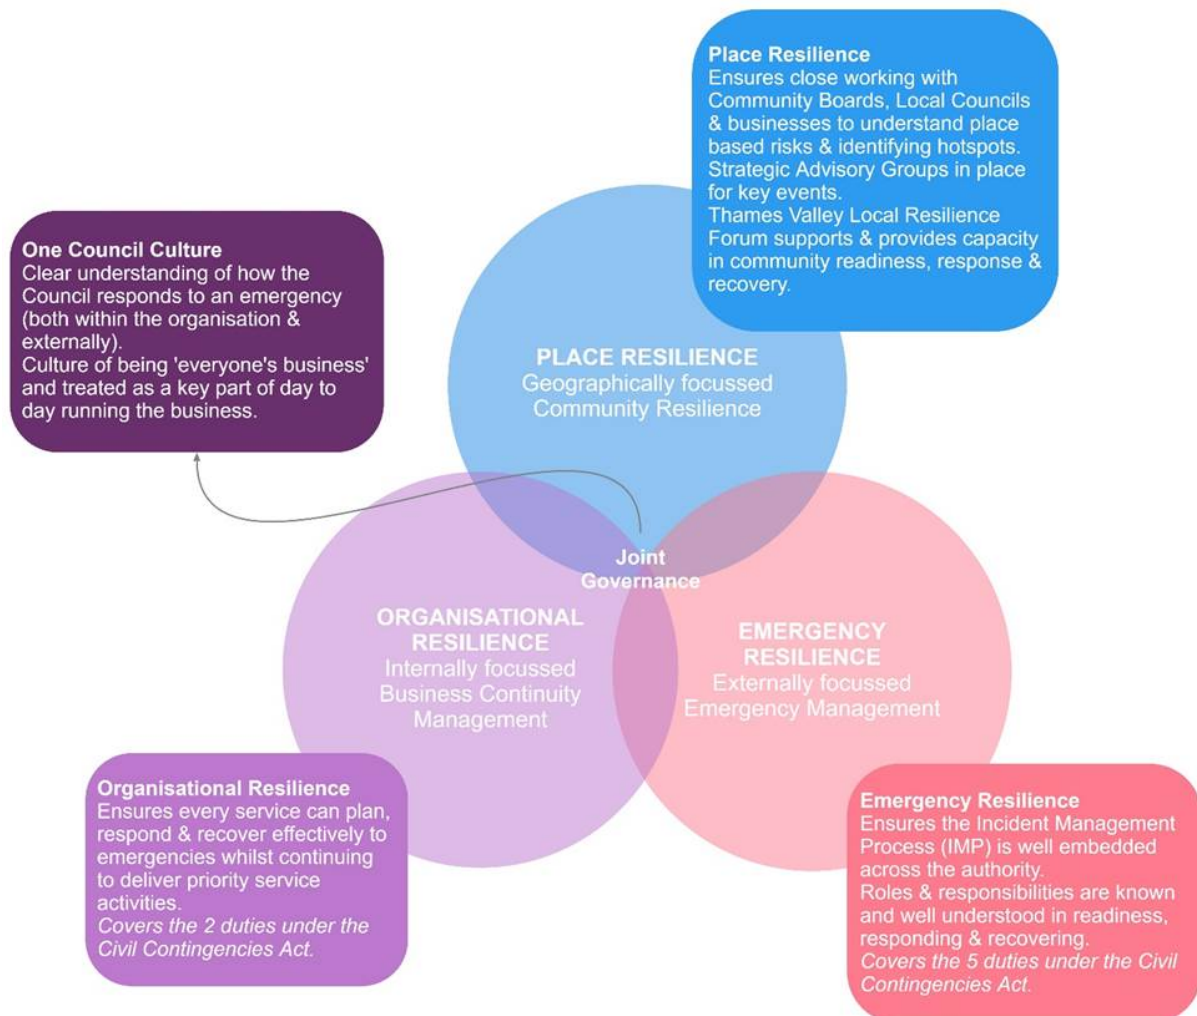 Place Resilience
Ensures close working with
Community Boards, Local Councils
& businesses to understand place
based risks & identifying hotspots.
Strategic Advisory Groups in place
for key events.
Thames Valley Local Resilience
Forum supports & provides capacity
in community readiness, response &
recovery.
One Council Culture
Clear understanding of how the
Council responds to an emergency
(both within the organisation &
externally).
Culture of being 'everyone's business'
and treated as a key part of day to
day running the business.
PLACE RESILIENCE
Geographically focussed
Community Resilience
Joint
Governance
ORGANISATIONAL
RESILIENCE
Internally focussed
Business Continuity
Management
EMERGENCY
RESILIENCE
Externally focussed
Emergency Management
Organisational Resilience
Ensures every service can plan,
respond & recover effectively to
emergencies whilst continuing
to deliver priority service
activities.
Covers the 2 duties under the
Civil Contingencies Act.
Emergency Resilience
Ensures the Incident Management
Process (IMP) is well embedded
across the authority.
Roles & responsibilities are known
and well understood in readiness,
responding & recovering.
Covers the 5 duties under the Civil
Contingencies Act.